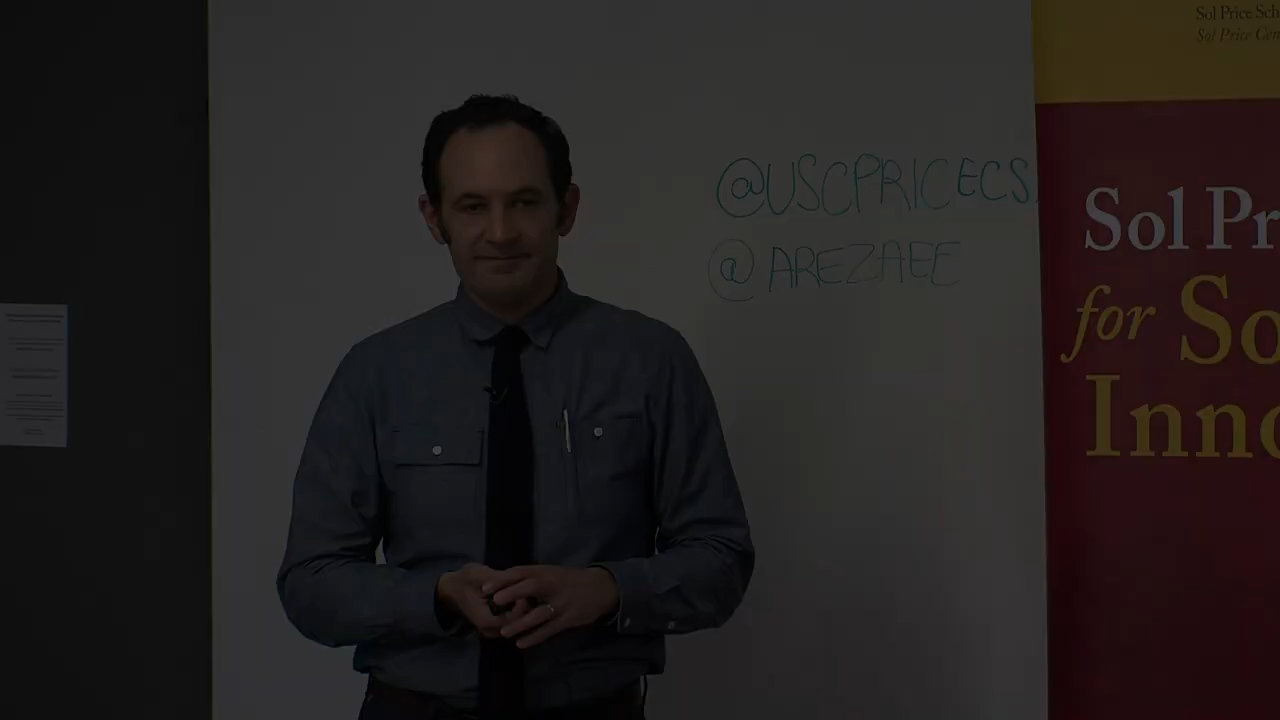 @USCPRICECS
@AREZAEE
Sol Price Sch
Sol Price Cen
Sol Pr
for So
Inno